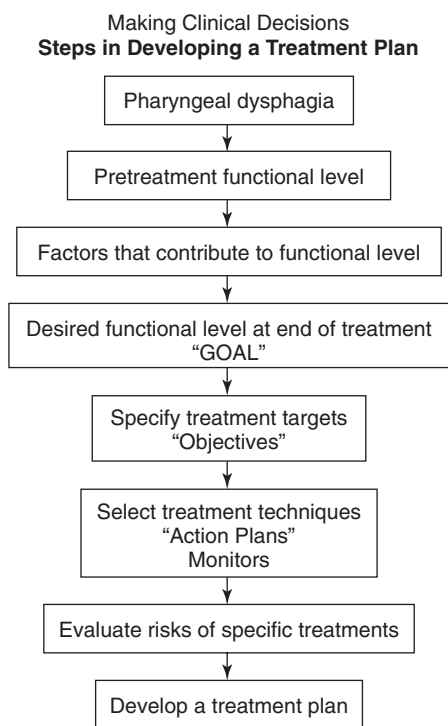 Making Clinical Decisions
Steps in Developing a Treatment Plan
Pharyngeal dysphagia
Pretreatment functional level
Factors that contribute to functional level
Desired functional level at end of treatment
“GOAL”
Specify treatment targets
“Objectives”
Select treatment techniques
“Action Plans”
Monitors
Evaluate risks of specific treatments
Develop a treatment plan